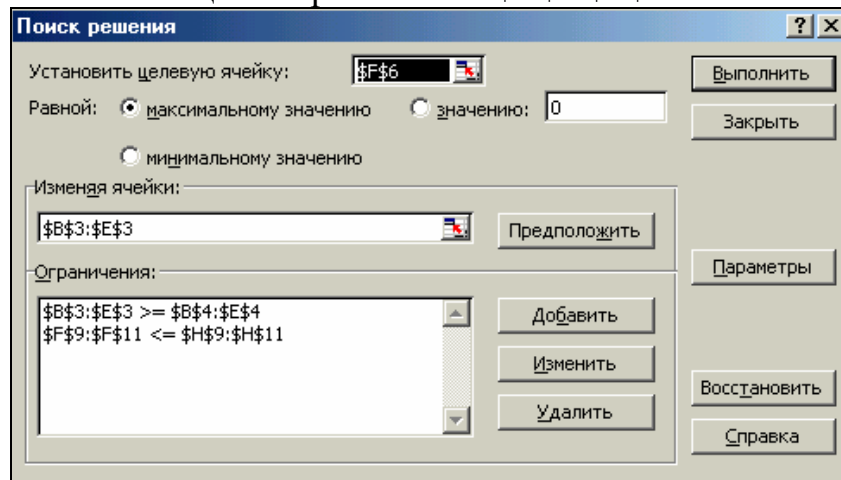 Поиск решения
Установить целевую ячейку: $F$6
Выполнить
Равной: максимальному значению значению: 0
Закрыть
минимальному значению
Изменяя ячейки:
$B$3:$E$3
Предположить
Параметры
Ограничения:
$B$3:$E$3 >= $B$4:$E$4
$F$9:$F$11 <= $H$9:$H$11
Добавить
Изменить
Восстановить
Удалить
Справка